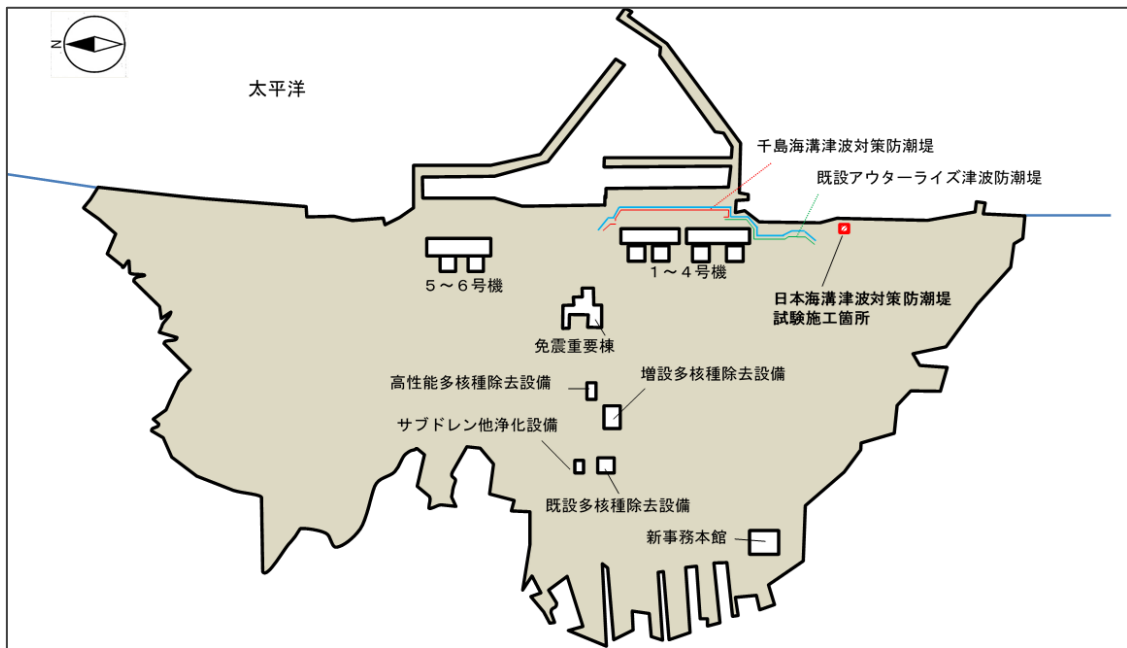 N
太平洋
千島海溝津波対策防潮堤
既設アウターライズ津波防潮堤
5～6号機
1～4号機
日本海溝津波対策防潮堤
試験施工箇所
免震重要棟
高性能多核種除去設備
増設多核種除去設備
サブドレン他浄化設備
既設多核種除去設備
新事務本館